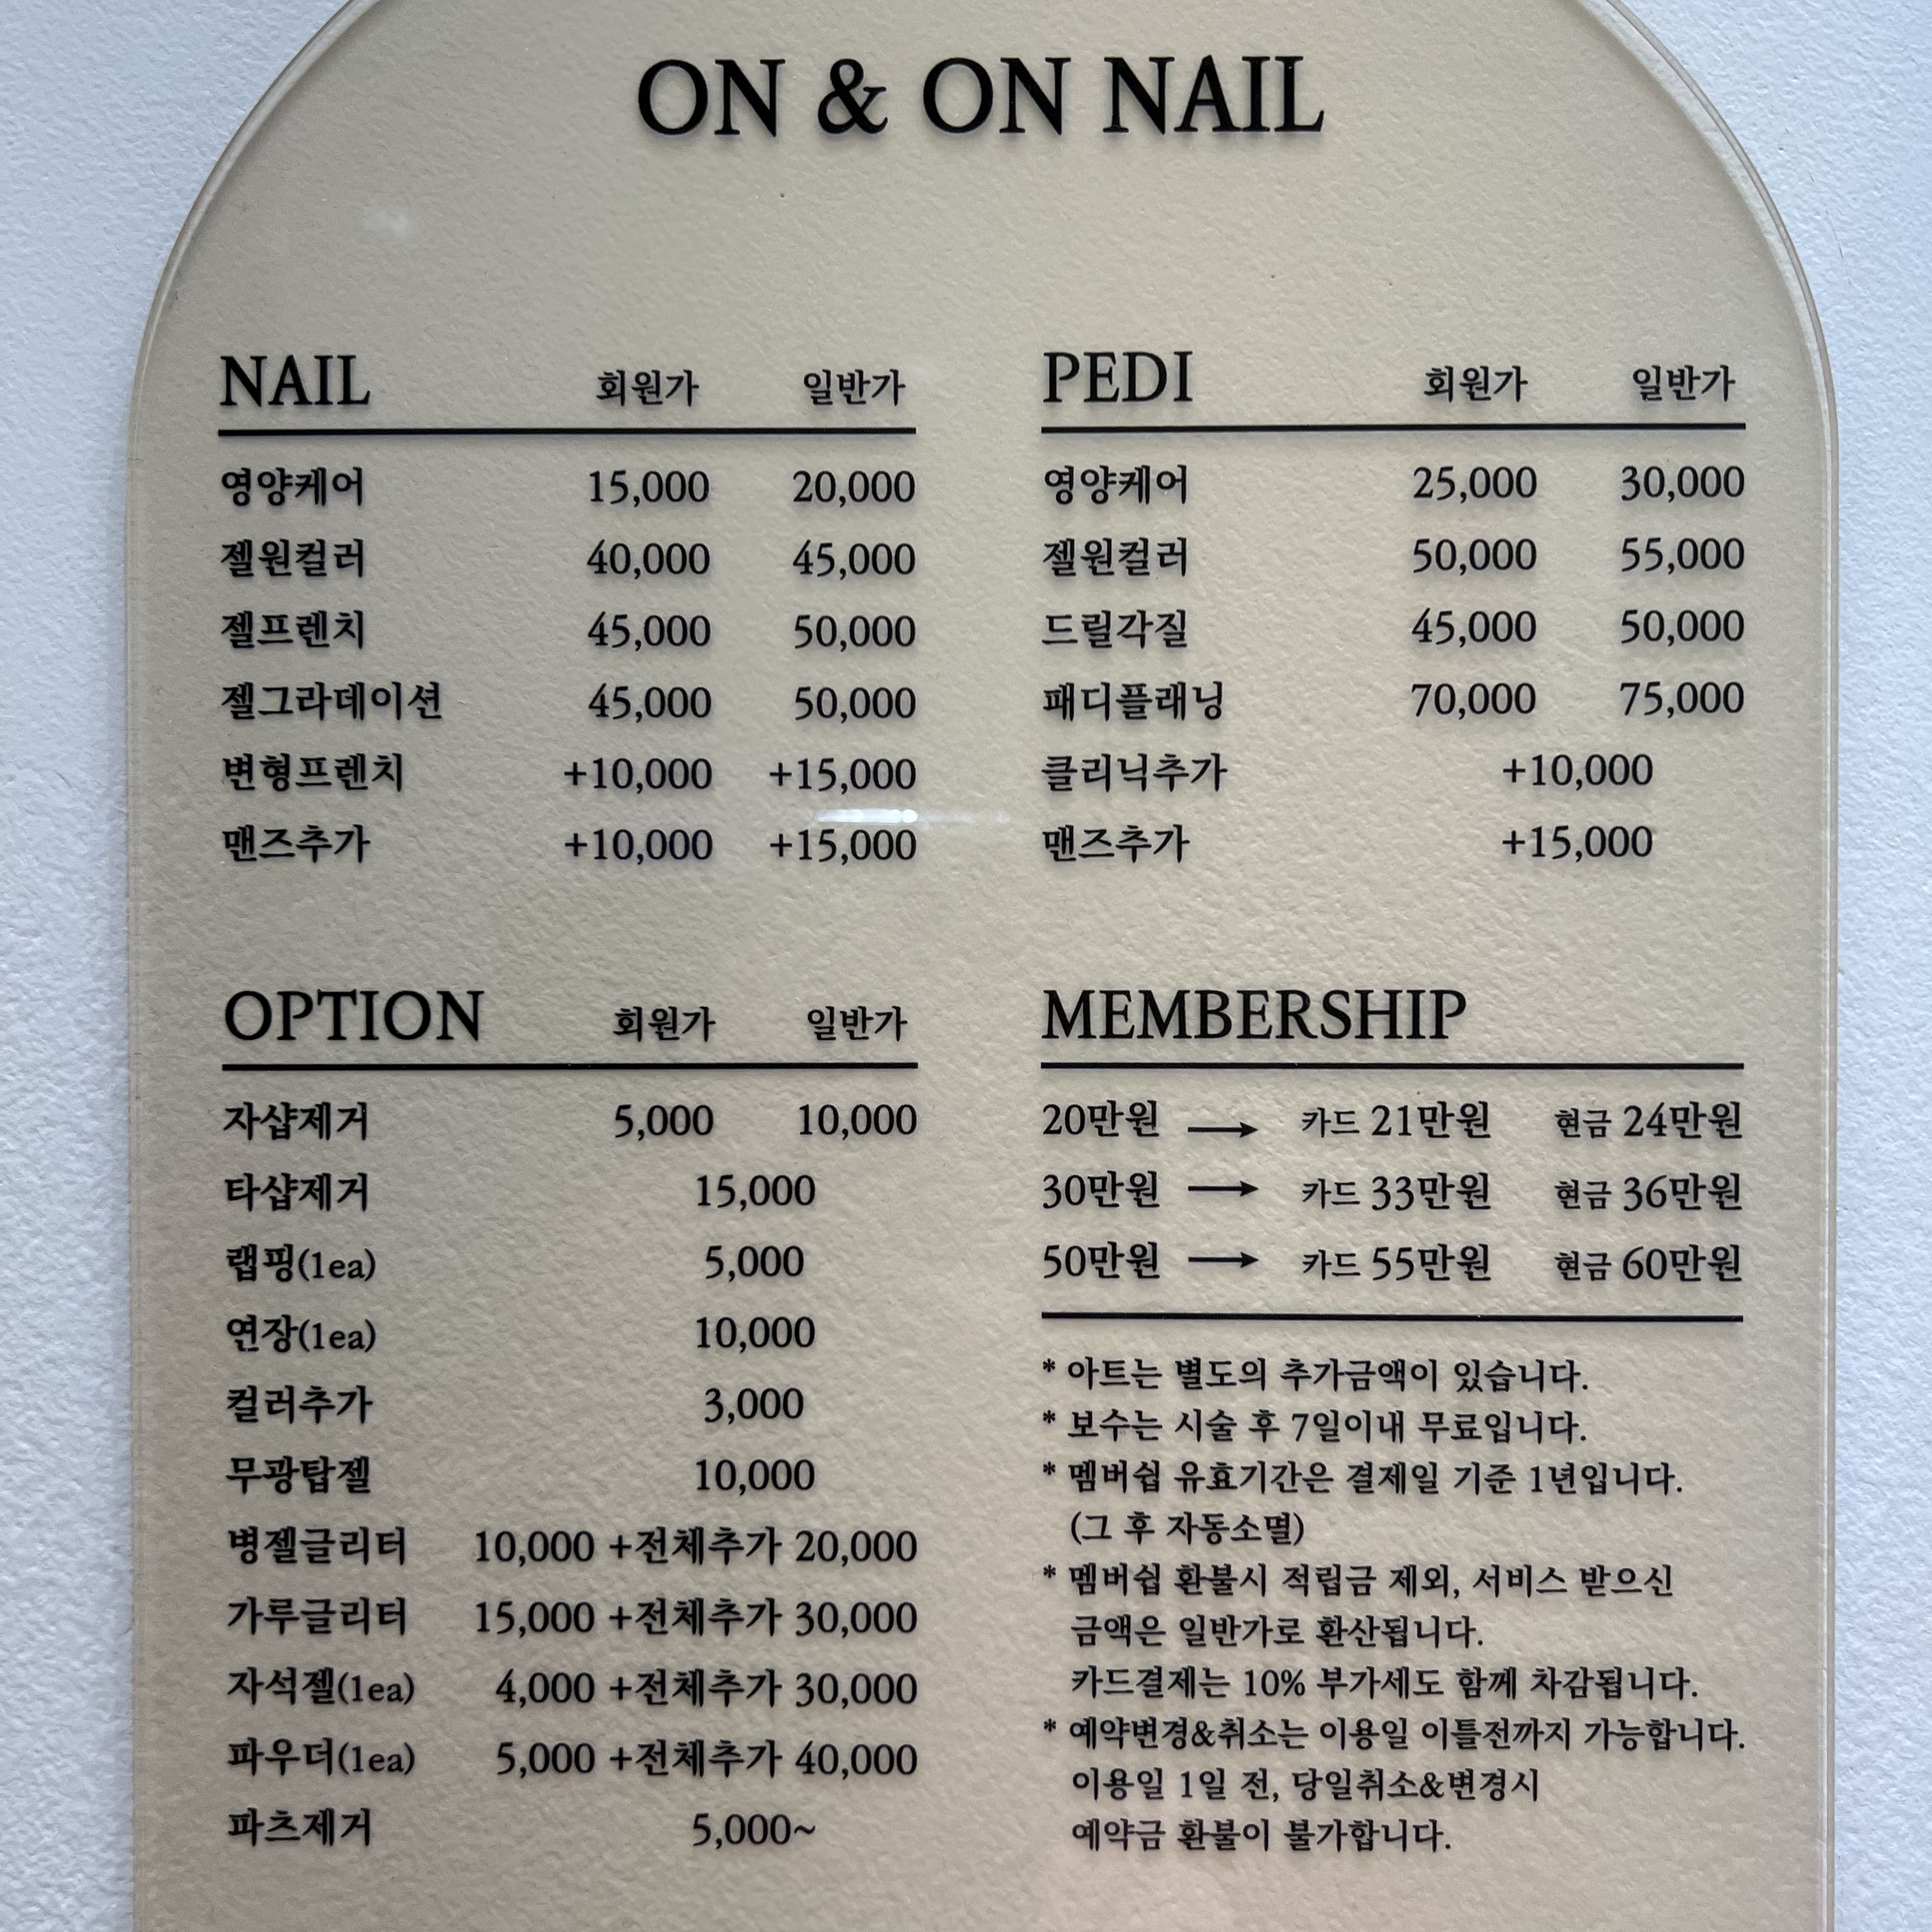 ON & ON NAIL
NAIL 회원가 일반가
영양케어 15,000 20,000
젤원컬러 40,000 45,000
젤프렌치 45,000 50,000
젤그라데이션 45,000 50,000
변형프렌치 +10,000 +15,000
맨즈추가 +10,000 +15,000
PEDI 회원가 일반가
영양케어 25,000 30,000
젤원컬러 50,000 55,000
드릴각질 45,000 50,000
패디플래닝 70,000 75,000
클리닉추가 +10,000
맨즈추가 +15,000
OPTION 회원가 일반가
자샵제거 5,000 10,000
타샵제거 15,000
랩핑(1ea) 5,000
연장(1ea) 10,000
컬러추가 3,000
무광탑젤 10,000
병젤글리터 10,000 +전체추가 20,000
가루글리터 15,000 +전체추가 30,000
자석젤(1ea) 4,000 +전체추가 30,000
파우더(1ea) 5,000 +전체추가 40,000
파츠제거 5,000~
MEMBERSHIP
20만원 → 카드 21만원 현금 24만원
30만원 → 카드 33만원 현금 36만원
50만원 → 카드 55만원 현금 60만원
* 아트는 별도의 추가금액이 있습니다.
* 보수는 시술 후 7일이내 무료입니다.
* 멤버쉽 유효기간은 결제일 기준 1년입니다.
(그 후 자동소멸)
* 멤버쉽 환불시 적립금 제외, 서비스 받으신
금액은 일반가로 환산됩니다.
카드결제는 10% 부가세도 함께 차감됩니다.
* 예약변경&취소는 이용일 이틀전까지 가능합니다.
이용일 1일 전, 당일취소&변경시
예약금 환불이 불가합니다.